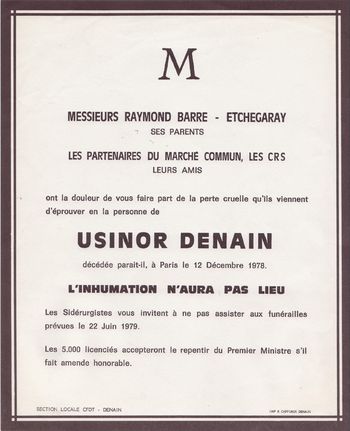 M
MESSIEURS RAYMOND BARRE - ETCHEGARAY
SES PARENTS
LES PARTENAIRES DU MARCHÉ COMMUN, LES CRS
LEURS AMIS
ont la douleur de vous faire part de la perte cruelle qu'ils viennent
d'éprouver en la personne de
USINOR DENAIN
décédée parait-il, à Paris le 12 Décembre 1978.
L'INHUMATION N'AURA PAS LIEU
Les Sidérurgistes vous invitent à ne pas assister aux funérailles
prévues le 22 Juin 1979.
Les 5.000 licenciés accepteront le repentir du Premier Ministre s'il
fait amende honorable.
SECTION LOCALE CFDT - DENAIN